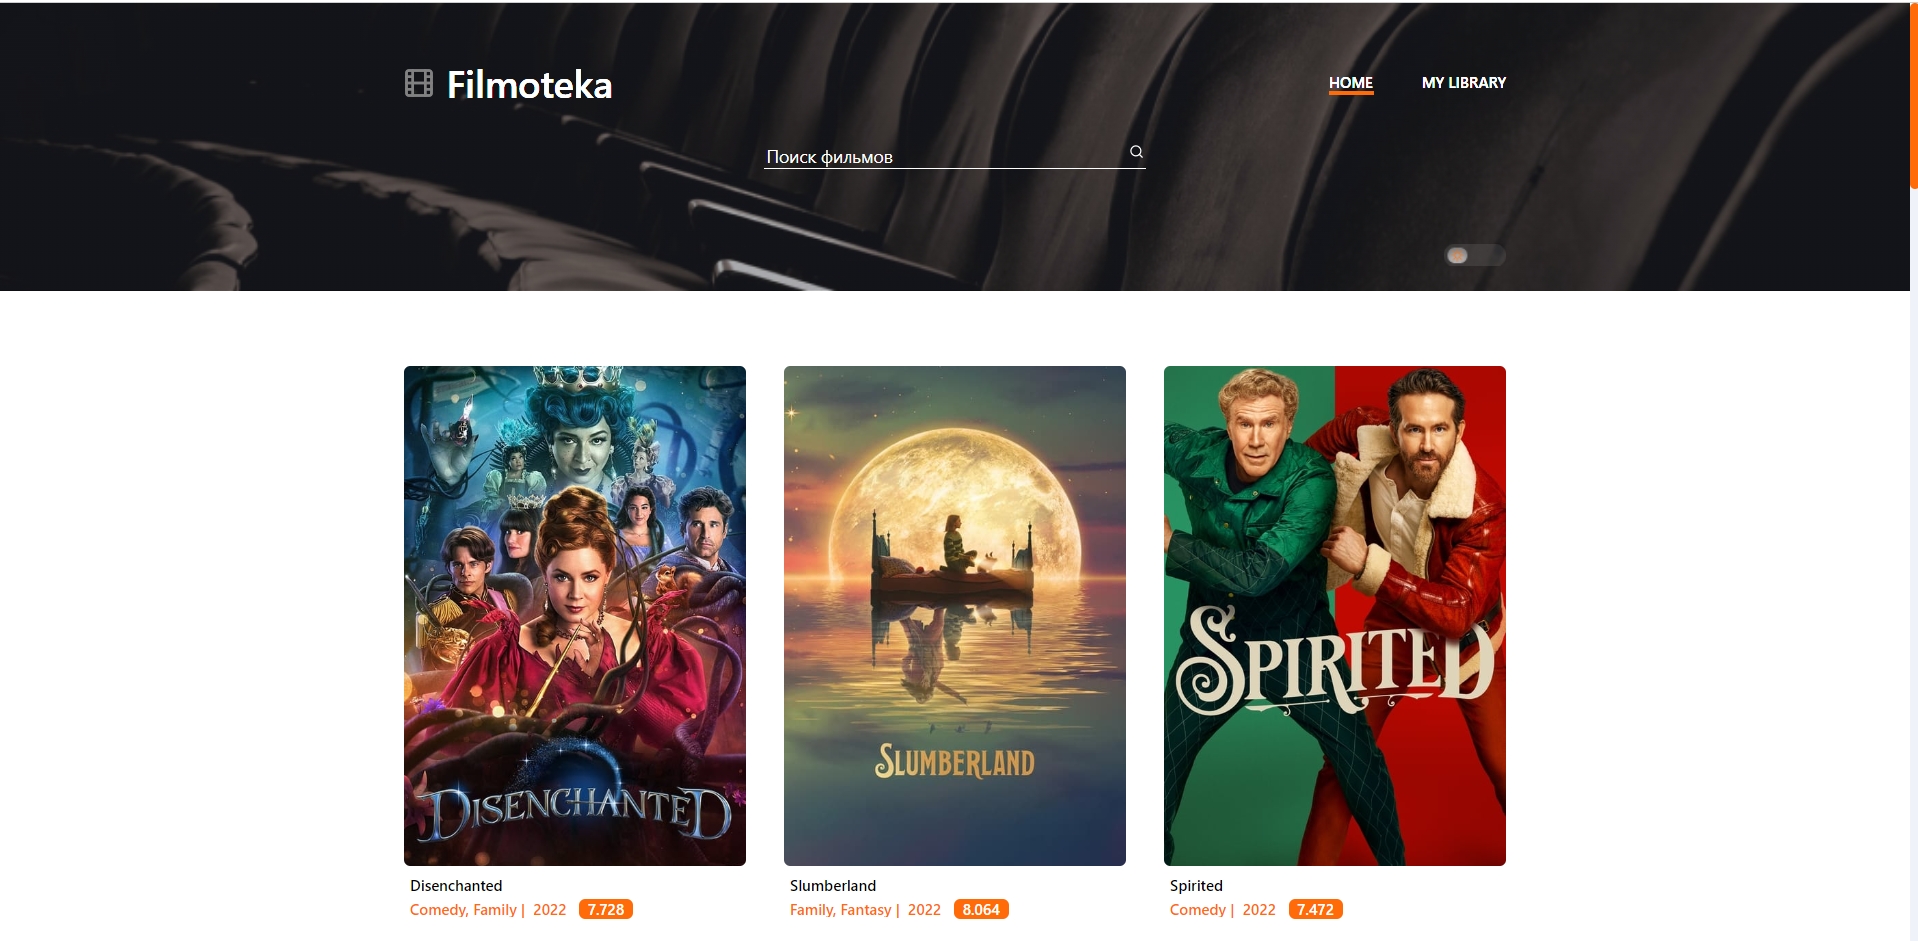 Filmoteka
HOME
MY LIBRARY
Поиск фильмов
DISENCHANTED
SLUMBERLAND
SPIRITED
Disenchanted
Comedy, Family | 2022 7.728
Slumberland
Family, Fantasy | 2022 8.064
Spirited
Comedy | 2022 7.472